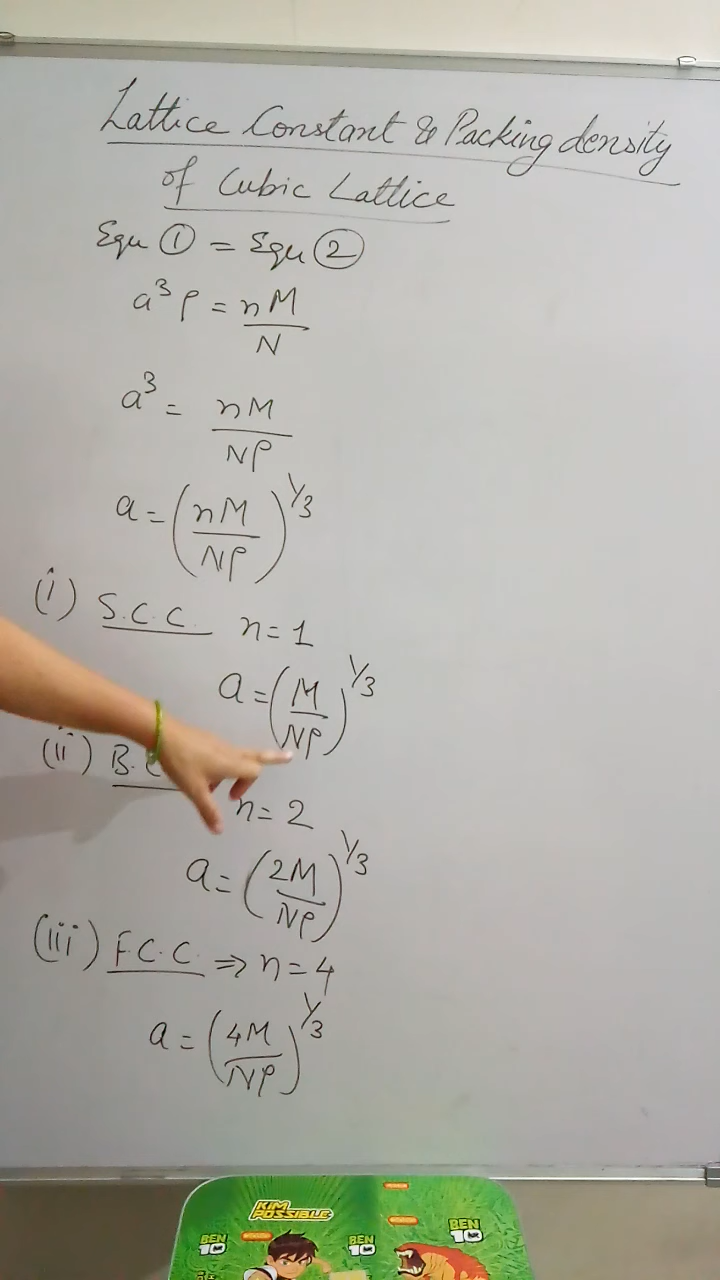 Lattice Constant & Packing density
of Cubic Lattice
Equ ① = Equ ②
a³ρ = nM/N
a³ = nM/Nρ
a = (nM/Nρ)^1/3
(i) S.C.C. n = 1
a = (M/Nρ)^1/3
(ii) B.C
n = 2
a = (2M/Nρ)^1/3
(iii) F.C.C. ⇒ n = 4
a = (4M/Nρ)^1/3
KIM
POSSIBLE
BEN
10
BEN
10
BEN
10